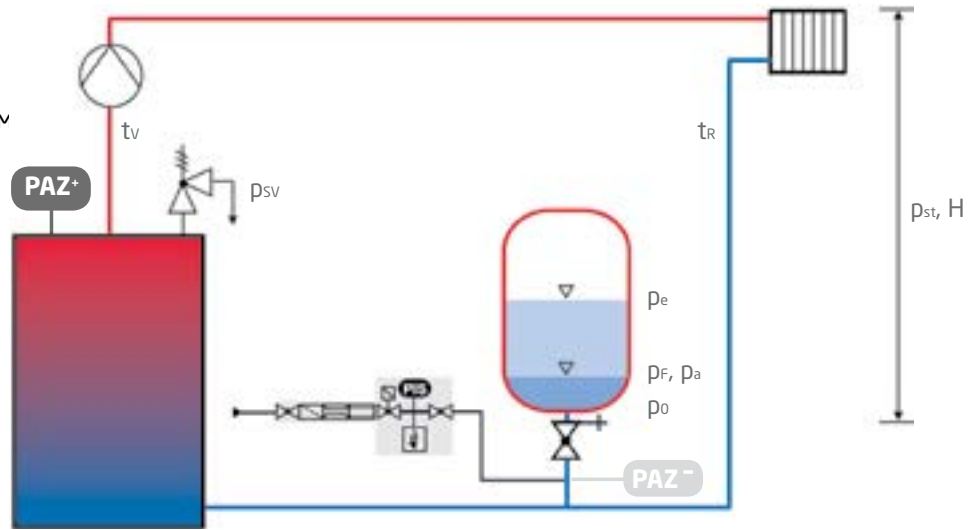 tV
tR
PAZ+
pSV
pst, H
pe
pF, pa
p0
PAZ –